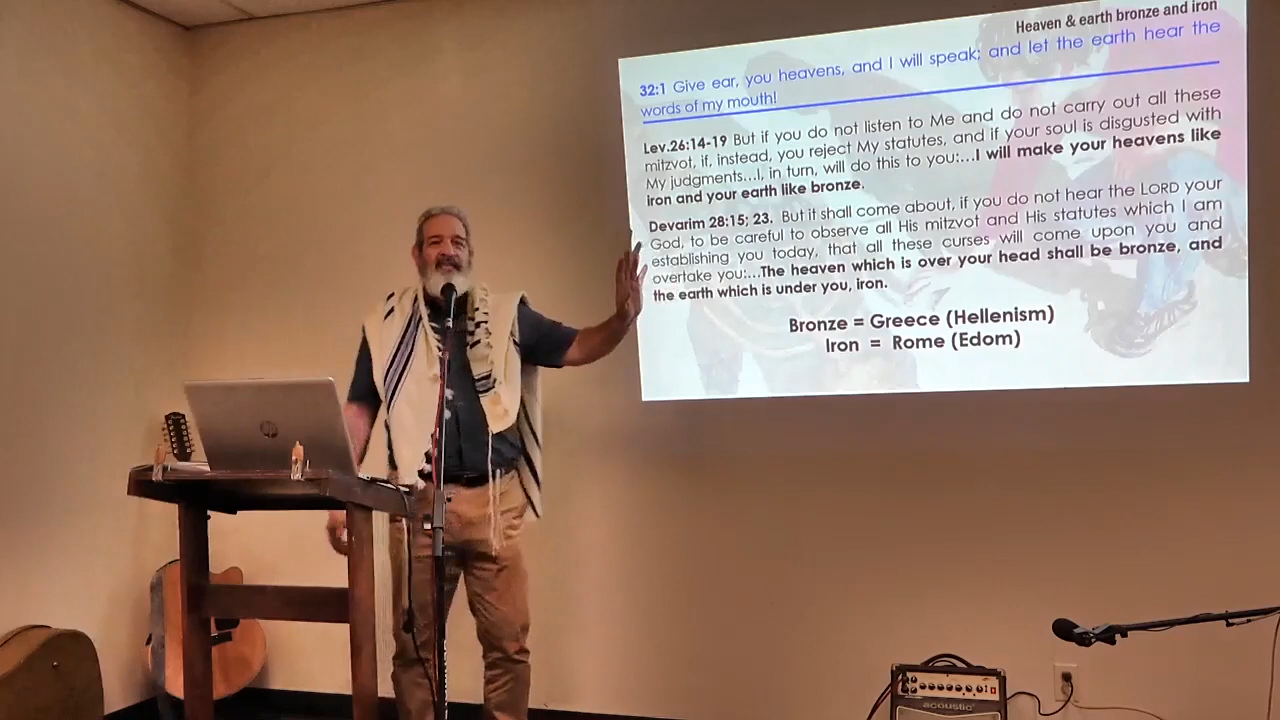 Heaven & earth bronze and iron
32:1 Give ear, you heavens, and I will speak; and let the earth hear the
words of my mouth!
Lev.26:14-19 But if you do not listen to Me and do not carry out all these
mitzvot, if, instead, you reject My statutes, and if your soul is disgusted with
My judgments...I, in turn, will do this to you:...I will make your heavens like
iron and your earth like bronze.
Devarim 28:15; 23. But it shall come about, if you do not hear the LORD your
God, to be careful to observe all His mitzvot and His statutes which I am
establishing you today, that all these curses will come upon you and
overtake you:...The heaven which is over your head shall be bronze, and
the earth which is under you, iron.
Bronze = Greece (Hellenism)
Iron = Rome (Edom)
hp
acoustic